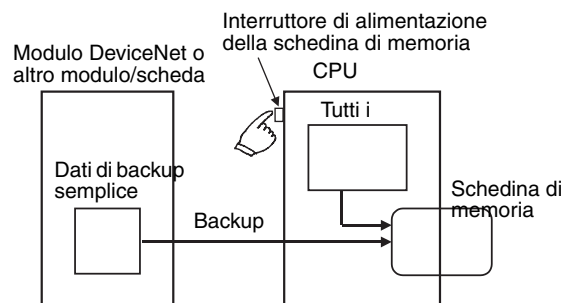 Interruttore di alimentazione
della schedina di memoria
Modulo DeviceNet o
altro modulo/scheda
CPU
Tutti i
Dati di backup
semplice
Schedina di
memoria
Backup